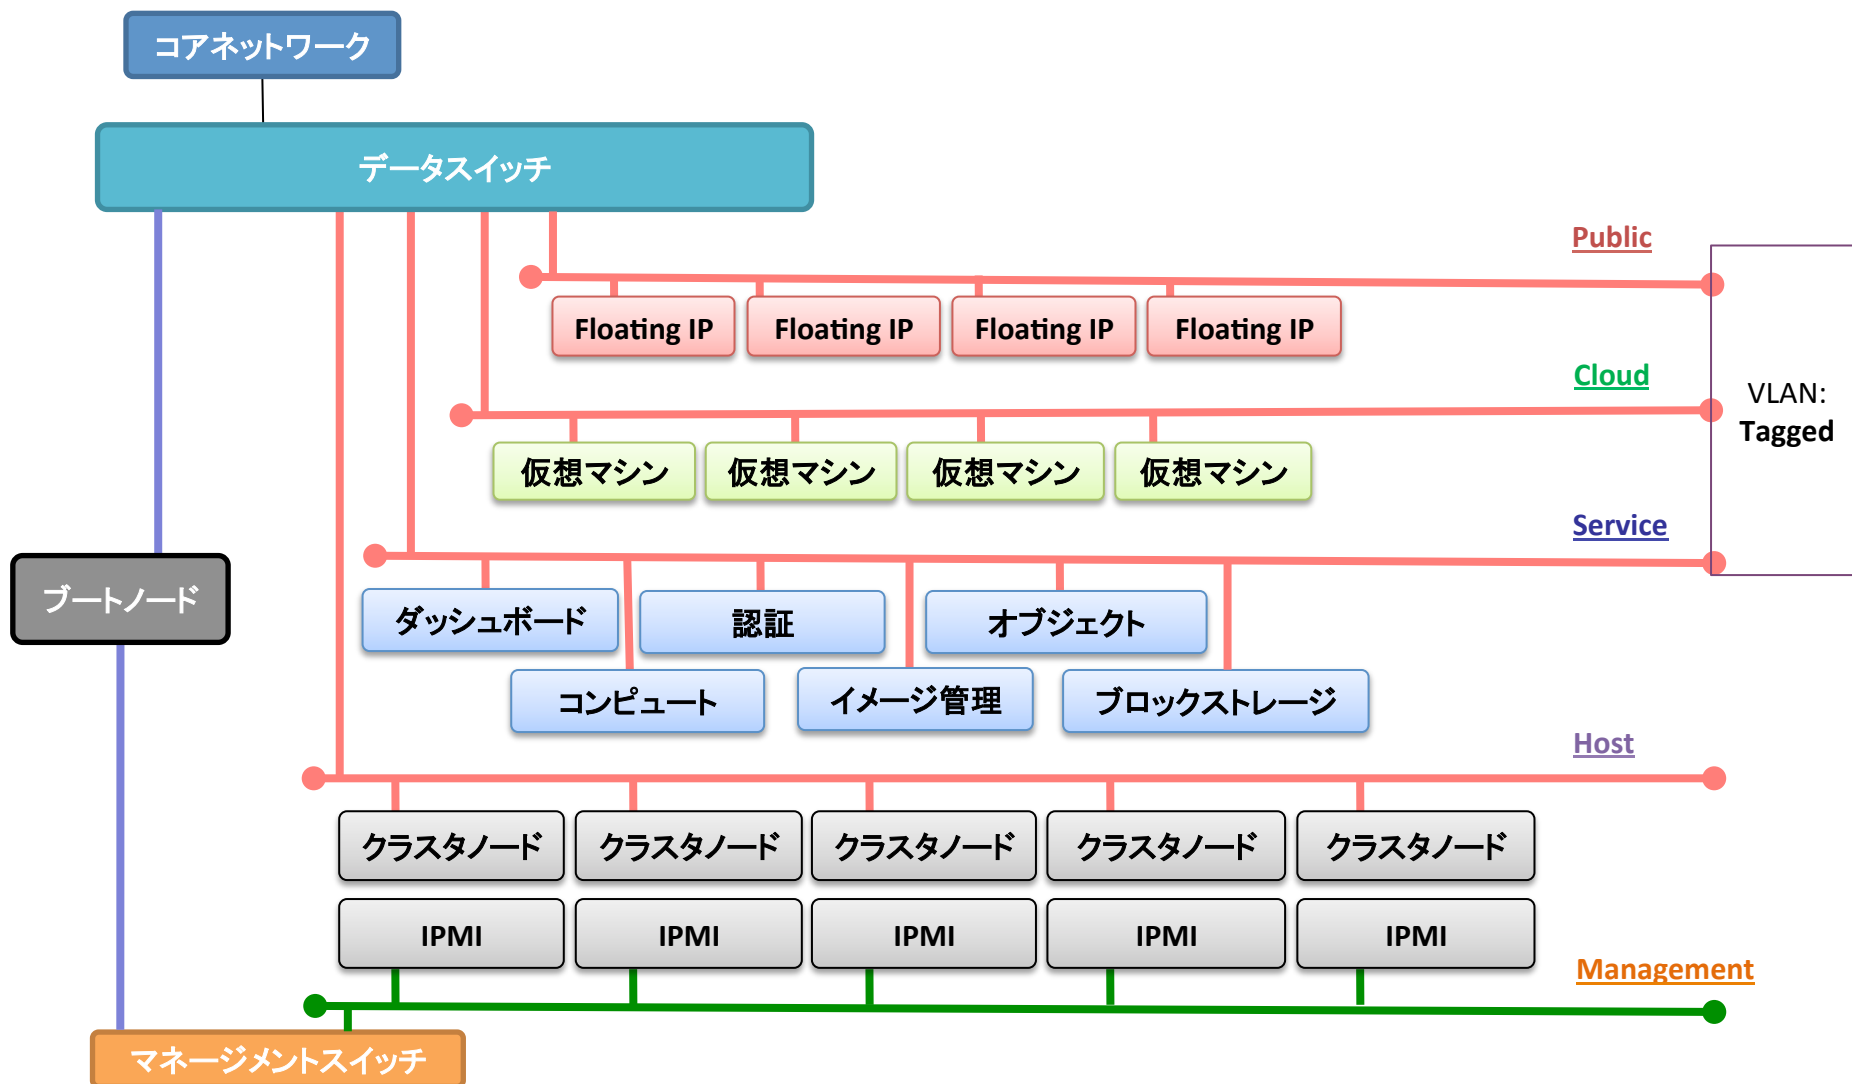 コアネットワーク
データスイッチ
Public
Floating IP
Floating IP
Floating IP
Floating IP
Cloud
VLAN:
Tagged
仮想マシン
仮想マシン
仮想マシン
仮想マシン
Service
ブートノード
ダッシュボード
認証
オブジェクト
コンピュート
イメージ管理
ブロックストレージ
Host
クラスタノード
クラスタノード
クラスタノード
クラスタノード
クラスタノード
IPMI
IPMI
IPMI
IPMI
IPMI
Management
マネージメントスイッチ